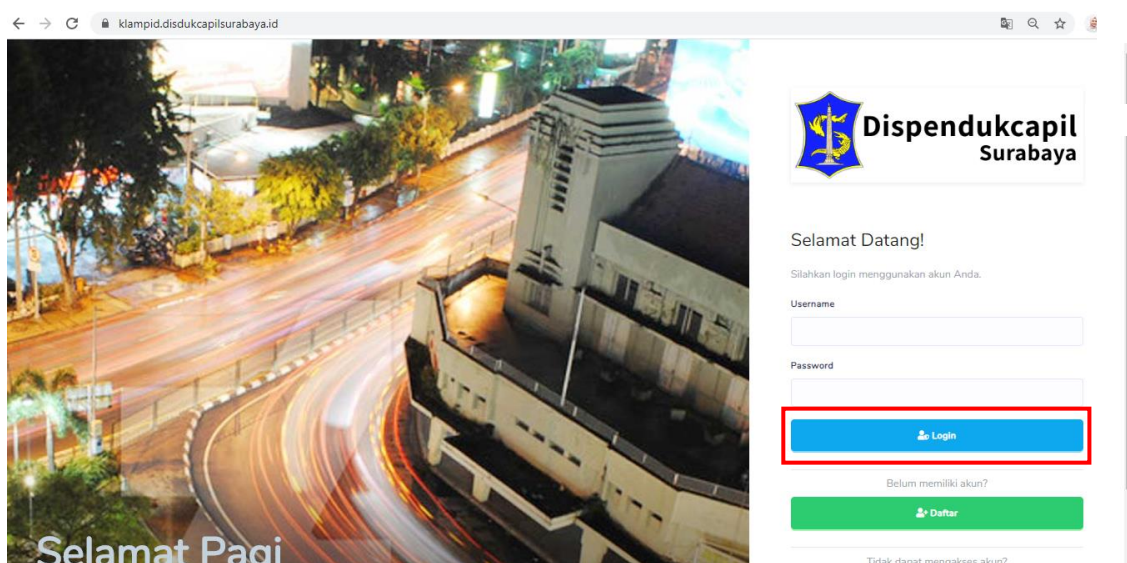 klampid.disdukcapilsurabaya.id
Dispendukcapil
Surabaya
Selamat Datang!
Silahkan login menggunakan akun Anda.
Username
Password
Login
Belum memiliki akun?
Daftar
Tidak dapat mengakses akun?
Selamat Pagi